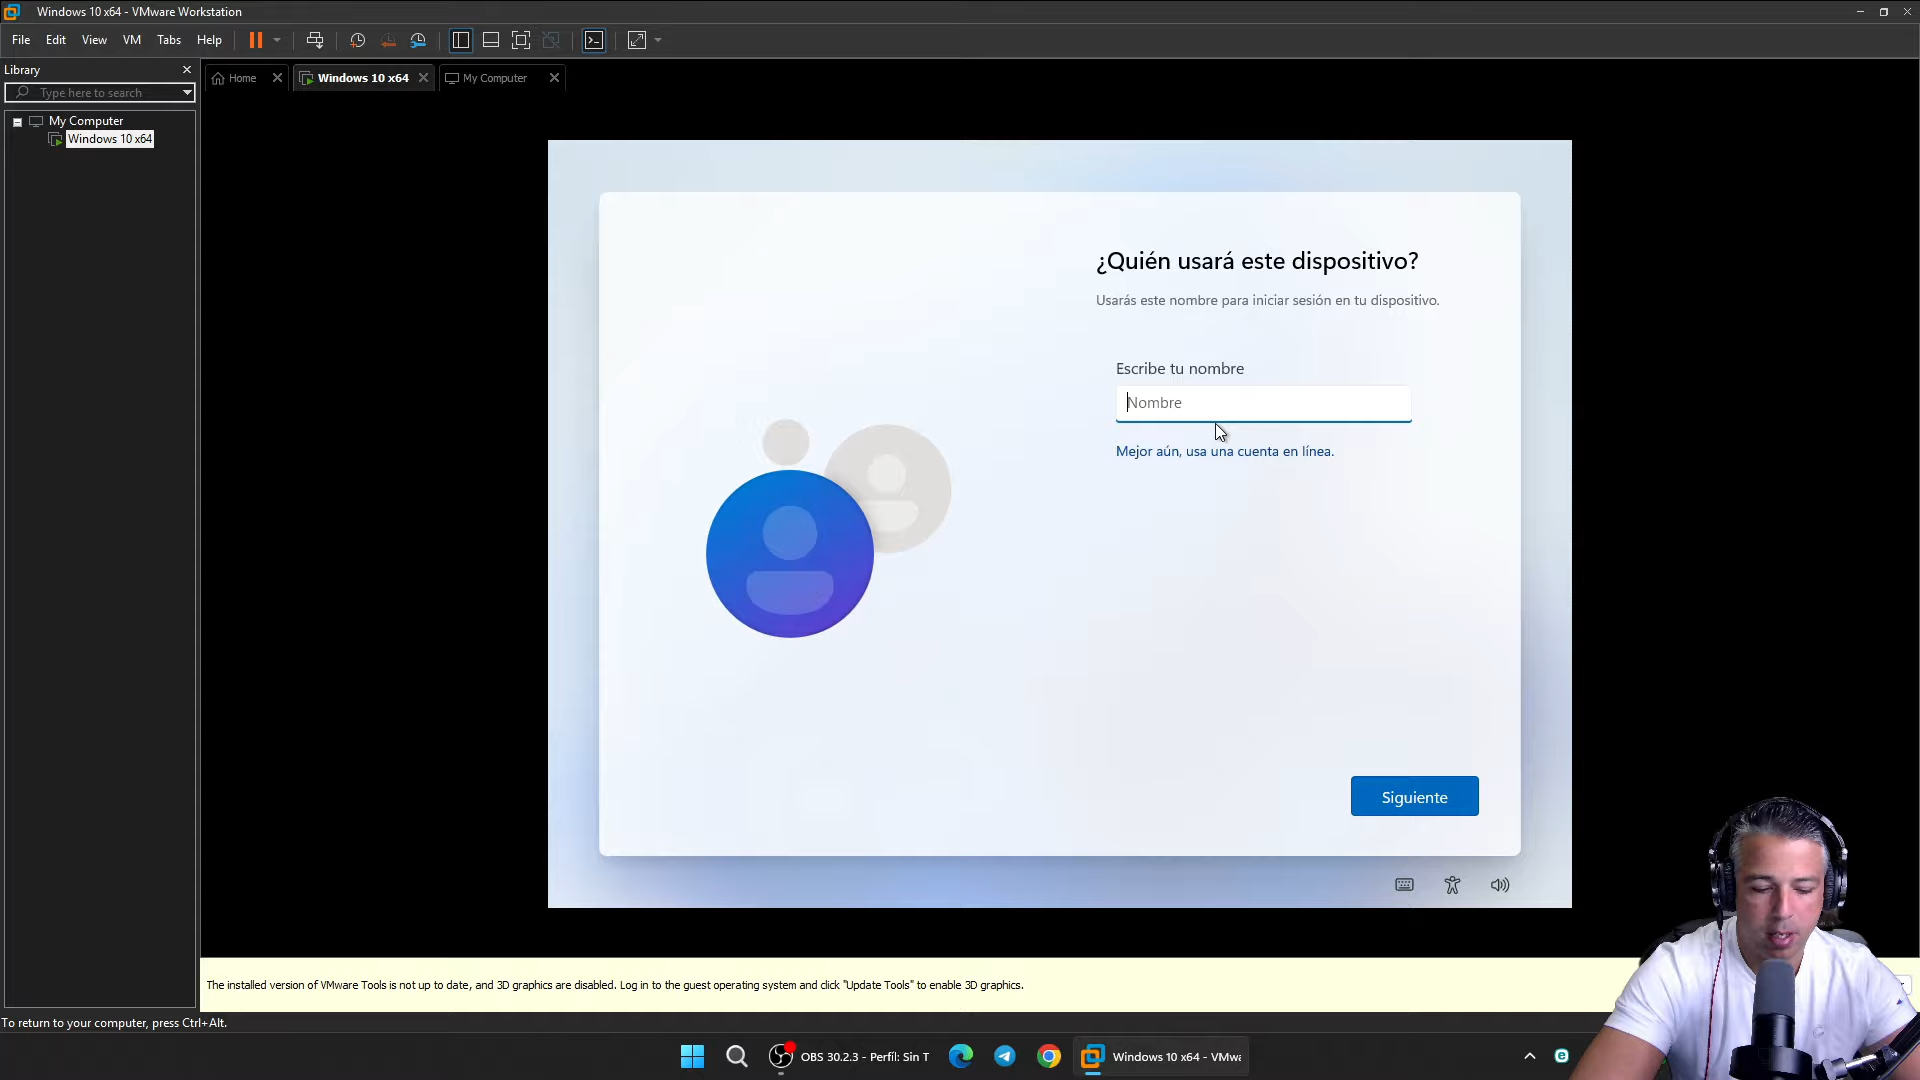 Windows 10 x64 - VMware Workstation
File Edit View VM Tabs Help
Library
Type here to search
My Computer
Windows 10 x64
Home Windows 10 x64 My Computer
¿Quién usará este dispositivo?
Usarás este nombre para iniciar sesión en tu dispositivo.
Escribe tu nombre
Nombre
Mejor aún, usa una cuenta en línea.
Siguiente
The installed version of VMware Tools is not up to date, and 3D graphics are disabled. Log in to the guest operating system and click "Update Tools" to enable 3D graphics.
To return to your computer, press Ctrl+Alt.
OBS 30.2.3 - Perfil: Sin T
Windows 10 x64 - VMwa